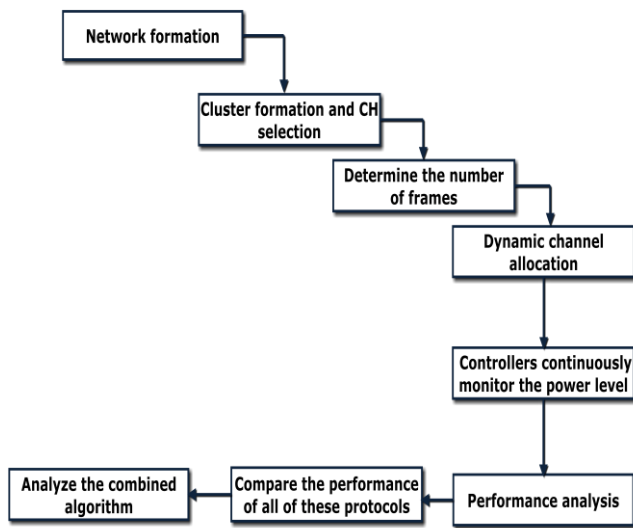 Network formation
Cluster formation and CH
selection
Determine the number
of frames
Dynamic channel
allocation
Controllers continuously
monitor the power level
Performance analysis
Compare the performance
of all of these protocols
Analyze the combined
algorithm